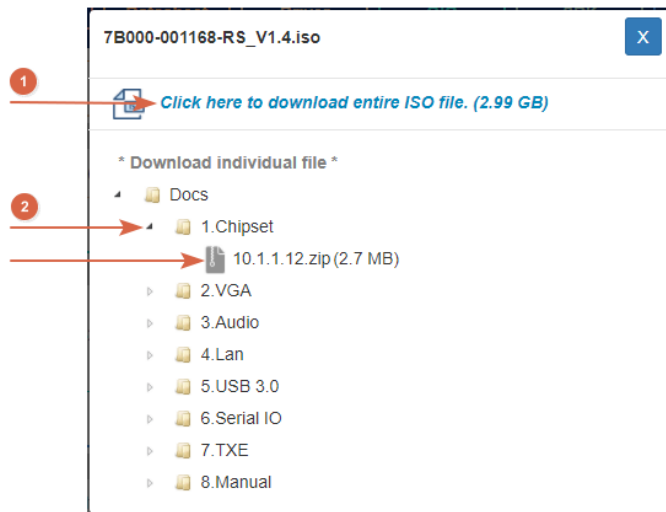 7B000-001168-RS_V1.4.iso
X
1
Click here to download entire ISO file. (2.99 GB)
* Download individual file *
Docs
2
1.Chipset
10.1.1.12.zip (2.7 MB)
2.VGA
3.Audio
4.Lan
5.USB 3.0
6.Serial IO
7.TXE
8.Manual